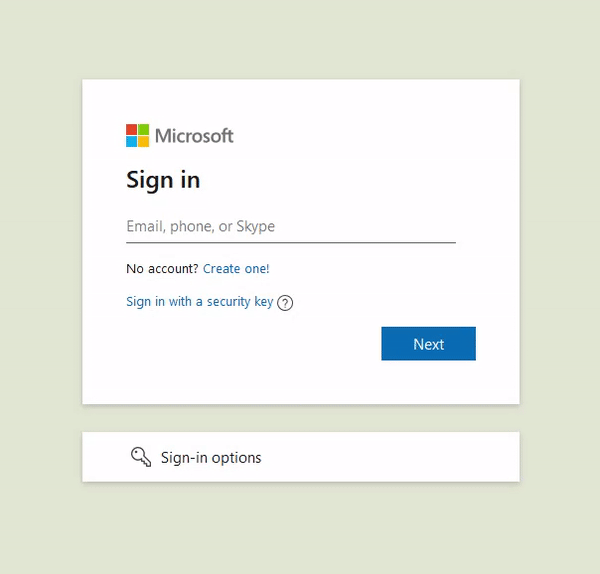 Microsoft
Sign in
Email, phone, or Skype
No account? Create one!
Sign in with a security key ?
Next
Sign-in options